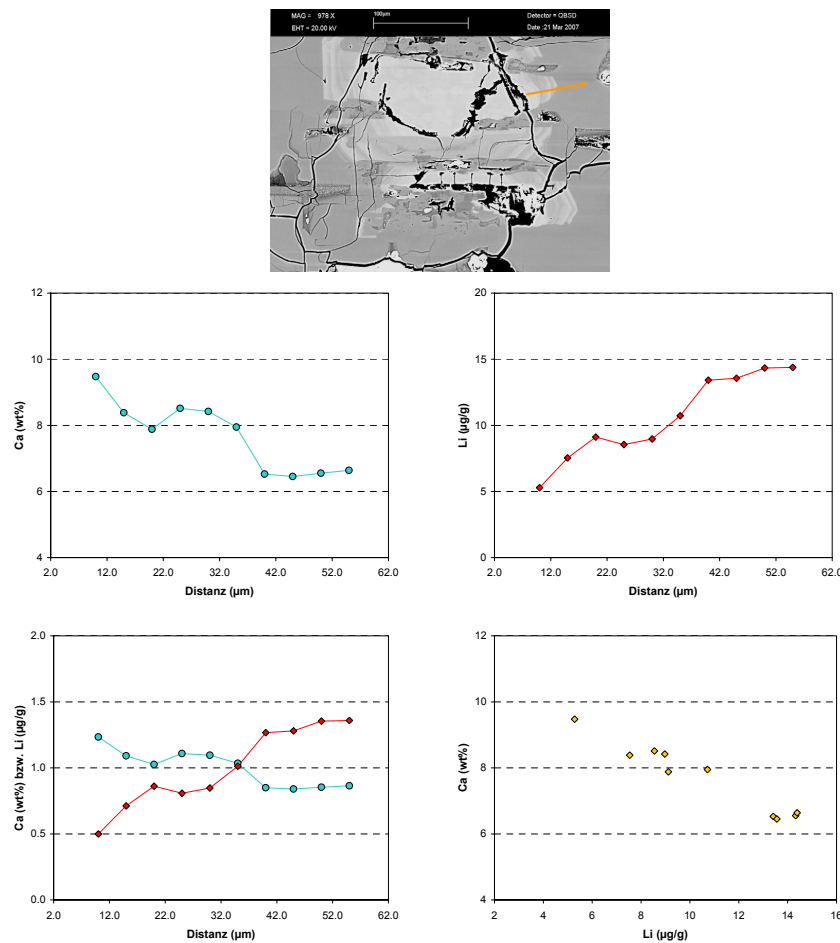 MAG = 978 X
100µm
Detector = QBSD
EHT = 20.00 kV
Date :21 Mar 2007
12
10
8
6
4
2.0 12.0 22.0 32.0 42.0 52.0 62.0
Ca (wt%)
Distanz (µm)
20
15
10
5
0
2.0 12.0 22.0 32.0 42.0 52.0 62.0
Li (µg/g)
Distanz (µm)
2.0
1.5
1.0
0.5
0.0
2.0 12.0 22.0 32.0 42.0 52.0 62.0
Ca (wt%) bzw. Li (µg/g)
Distanz (µm)
12
10
8
6
4
2 4 6 8 10 12 14 16
Ca (wt%)
Li (µg/g)